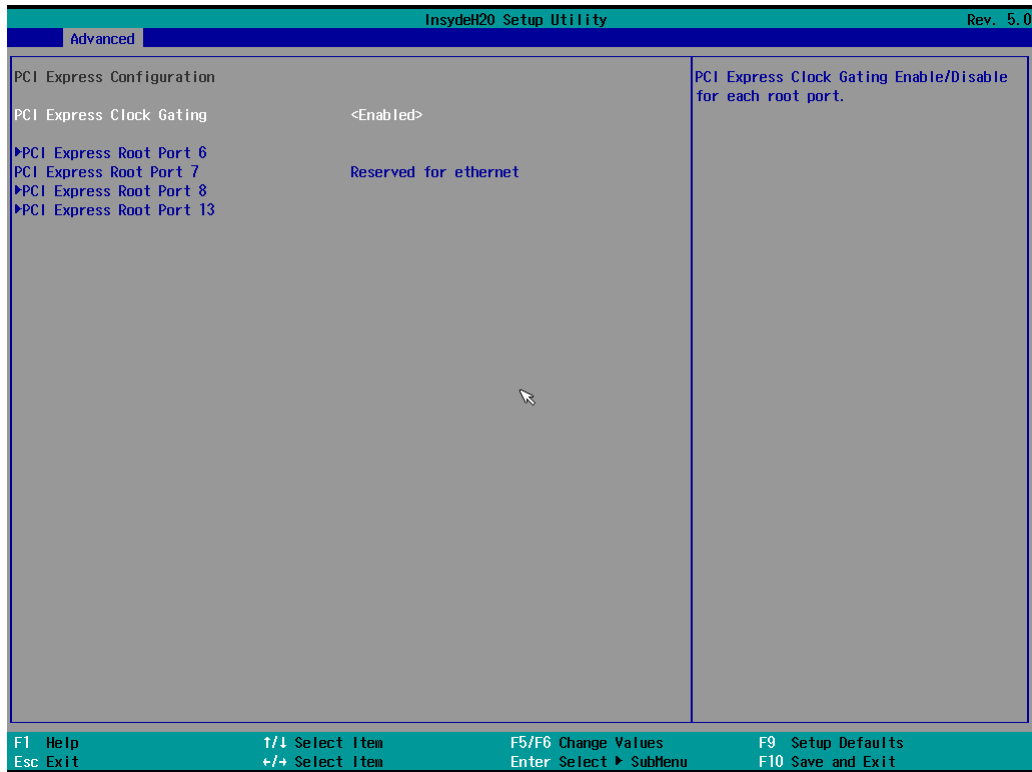 InsydeH20 Setup Utility Rev. 5.0
Advanced
PCI Express Configuration
PCI Express Clock Gating <Enabled>
▶PCI Express Root Port 6
PCI Express Root Port 7 Reserved for ethernet
▶PCI Express Root Port 8
▶PCI Express Root Port 13
PCI Express Clock Gating Enable/Disable
for each root port.
F1 Help ↑/↓ Select Item F5/F6 Change Values F9 Setup Defaults
Esc Exit ←/→ Select Item Enter Select ▶ SubMenu F10 Save and Exit